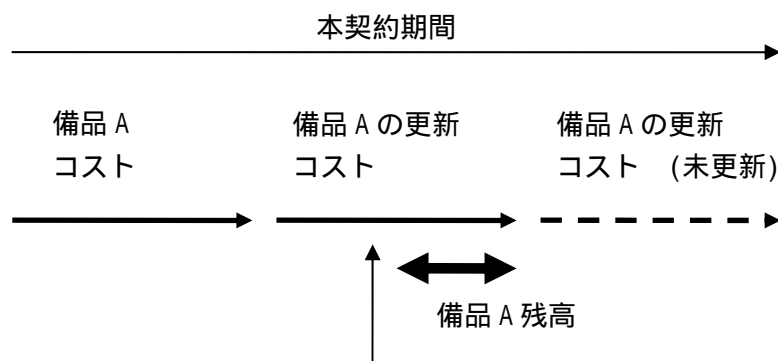 本契約期間
備品 A
コスト
備品 A の更新
コスト
備品 A の更新
コスト (未更新)
備品 A 残高